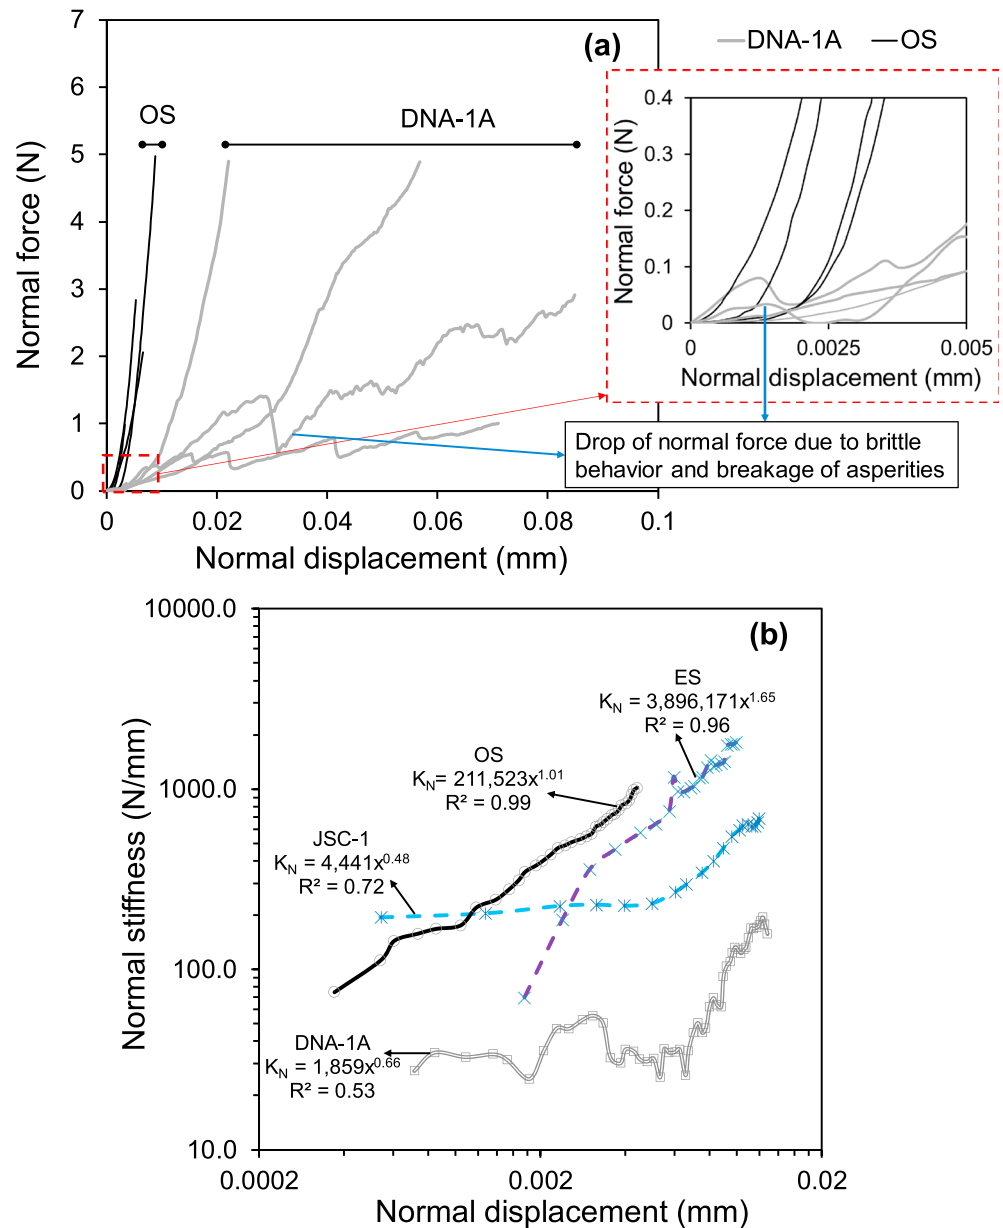 (a)
DNA-1A
OS
7
6
5
4
3
2
1
0
Normal force (N)
OS
DNA-1A
0
0.02
0.04
0.06
0.08
0.1
Normal displacement (mm)
0.4
0.3
0.2
0.1
0
Normal force (N)
0
0.0025
0.005
Normal displacement (mm)
Drop of normal force due to brittle
behavior and breakage of asperities
(b)
10000.0
1000.0
100.0
10.0
Normal stiffness (N/mm)
ES
K_N = 3,896,171x^1.65
R² = 0.96
OS
K_N= 211,523x^1.01
R² = 0.99
JSC-1
K_N = 4,441x^0.48
R² = 0.72
DNA-1A
K_N = 1,859x^0.66
R² = 0.53
0.0002
0.002
0.02
Normal displacement (mm)